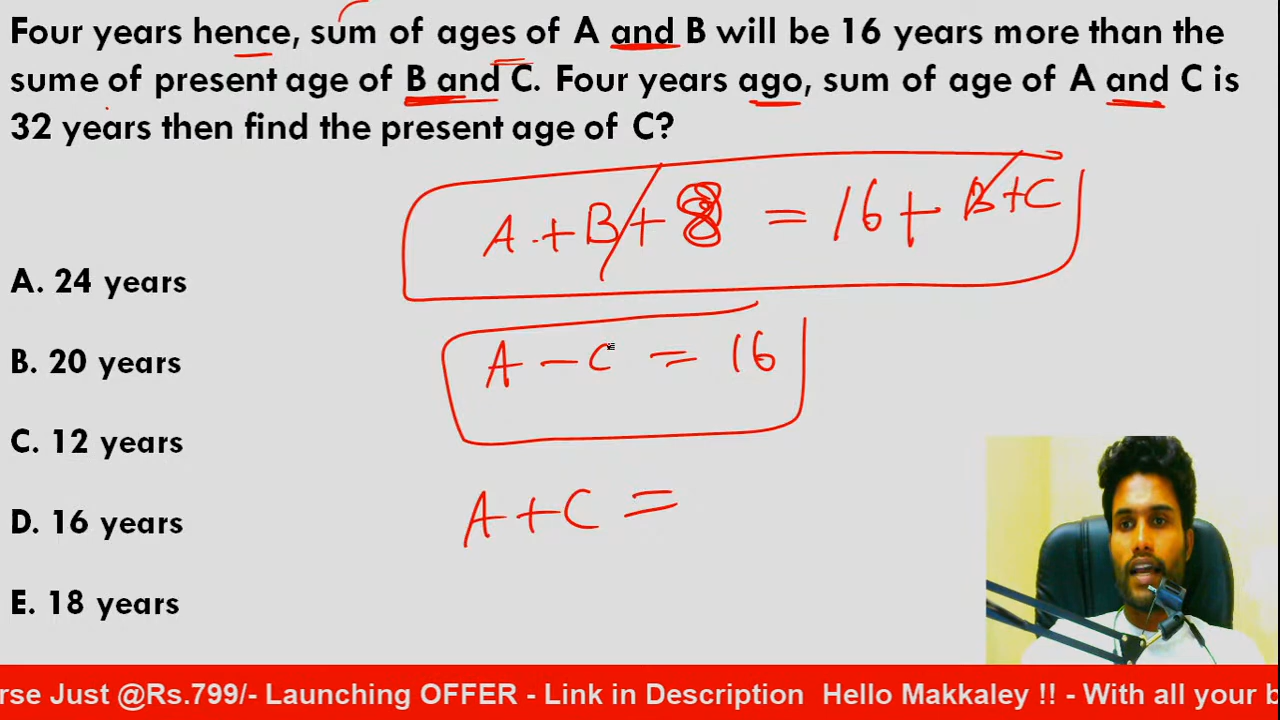 Four years hence, sum of ages of A and B will be 16 years more than the
sume of present age of B and C. Four years ago, sum of age of A and C is
32 years then find the present age of C?
A+B+8 = 16+B+C
A. 24 years
A-C = 16
B. 20 years
C. 12 years
A+C =
D. 16 years
E. 18 years
rse Just @Rs.799/- Launching OFFER - Link in Description Hello Makkaley !! - With all your b